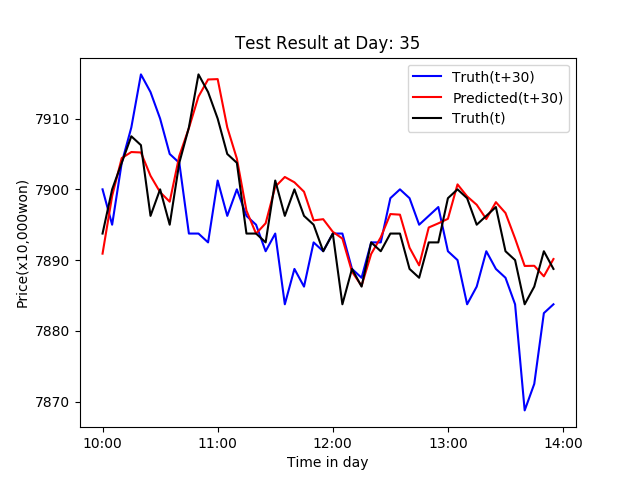 Test Result at Day: 35
Truth(t+30)
Predicted(t+30)
Truth(t)
Price(x10,000won)
7910
7900
7890
7880
7870
10:00 11:00 12:00 13:00 14:00
Time in day